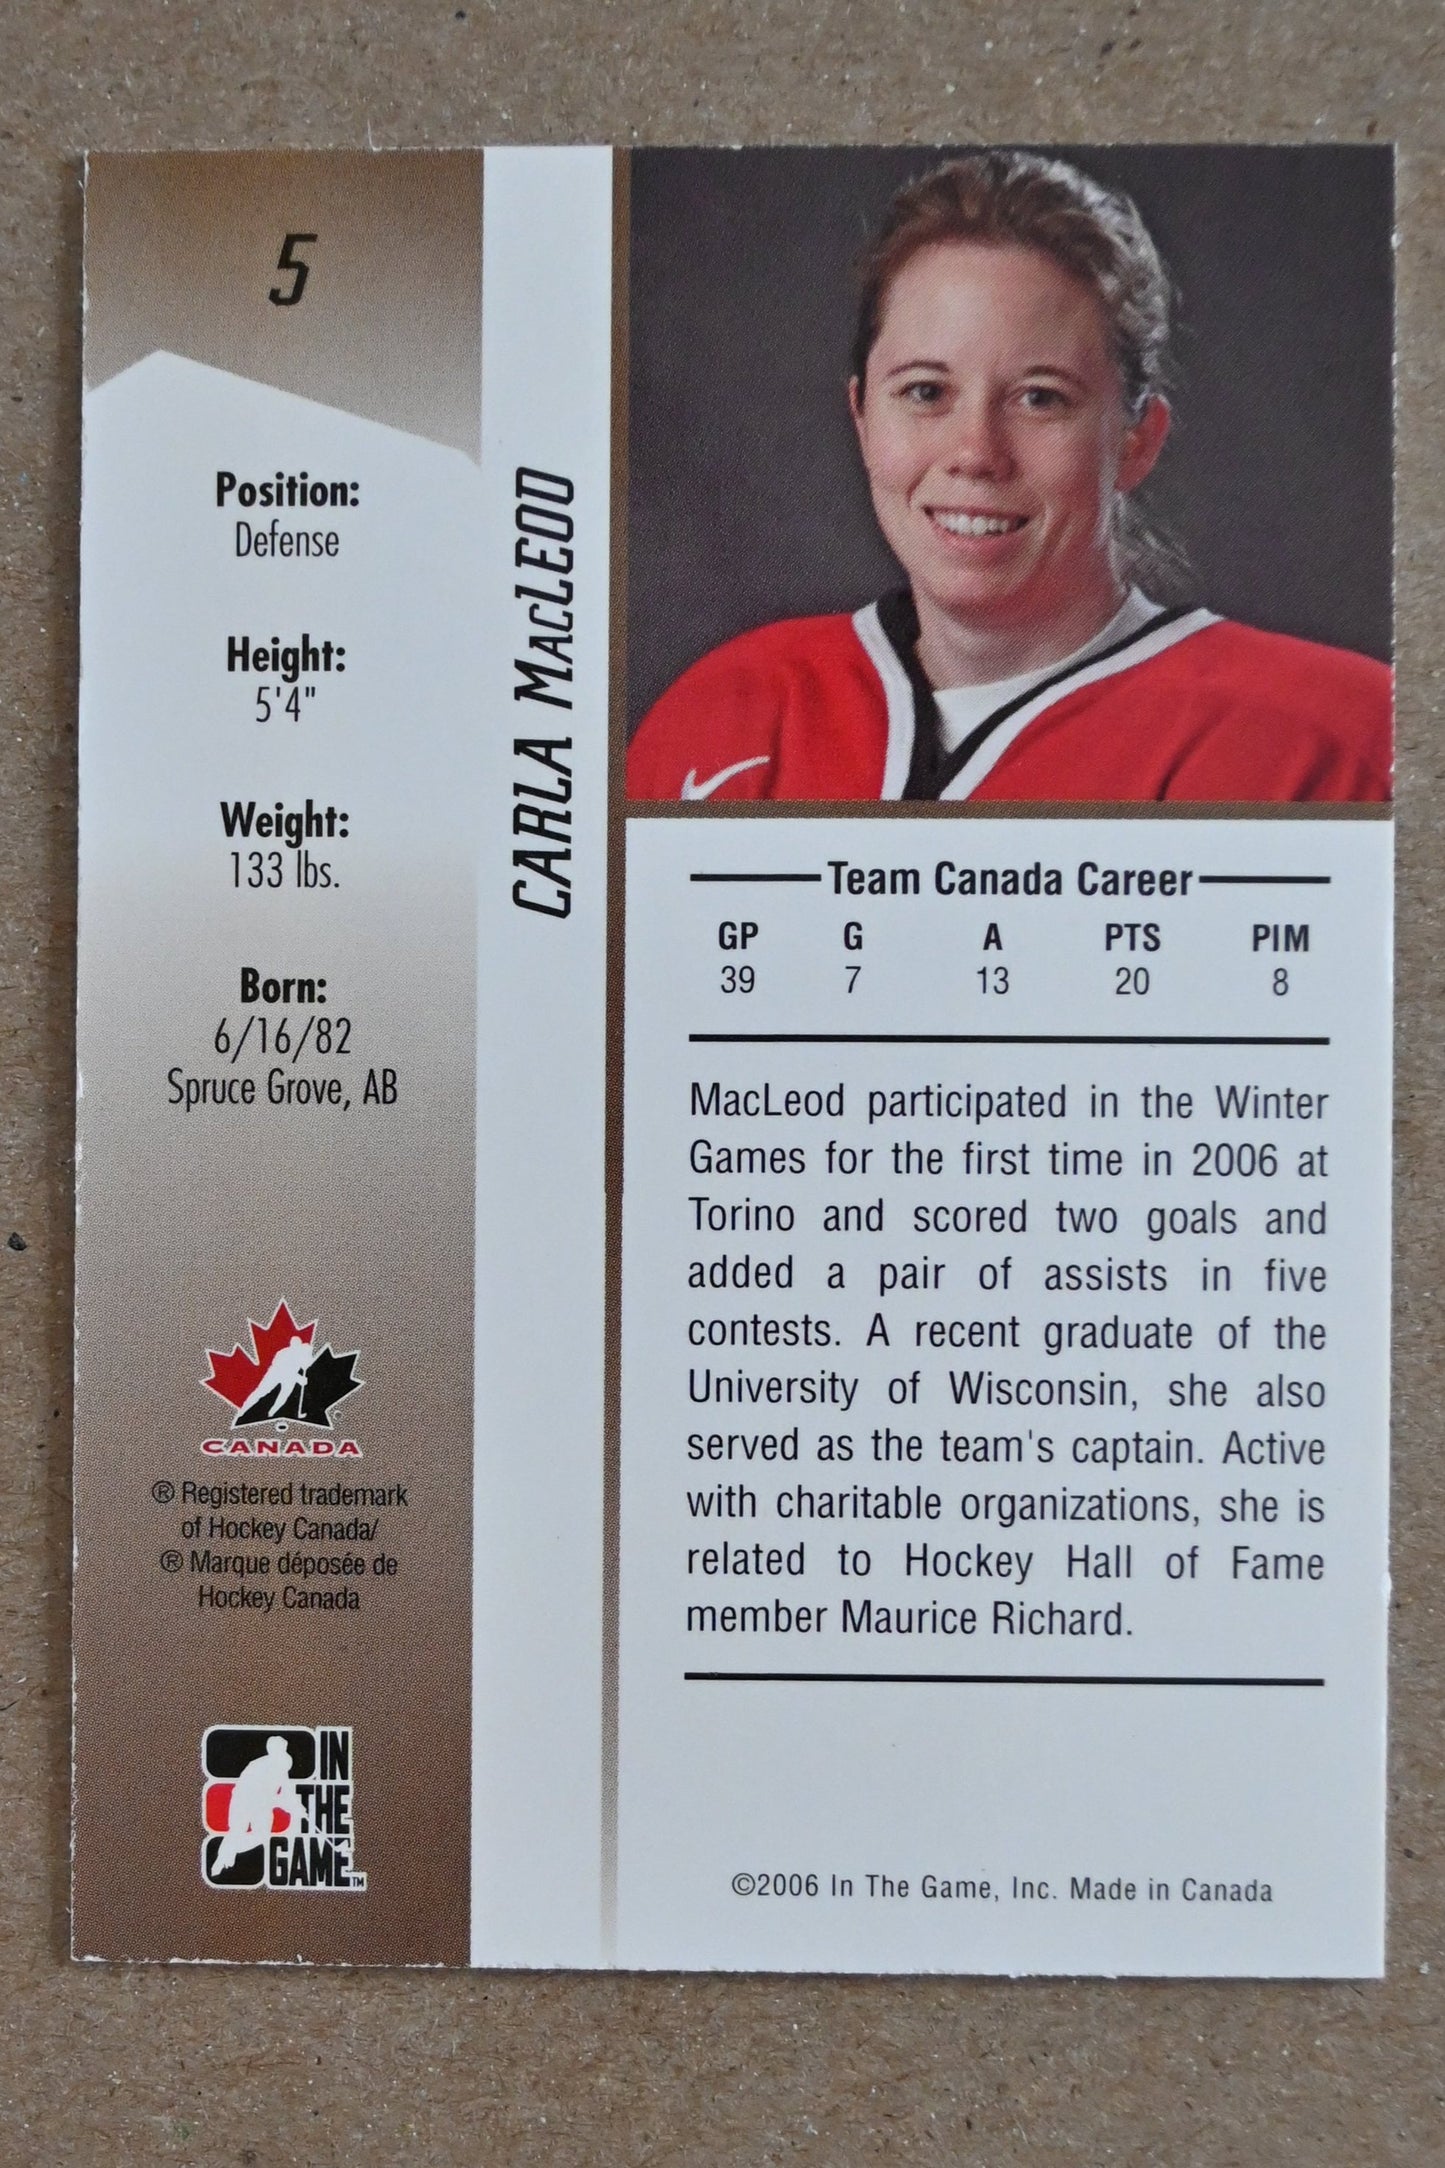 5
Position:
Defense
Height:
5'4"
Weight:
133 lbs.
Born:
6/16/82
Spruce Grove, AB
CANADA
® Registered trademark
of Hockey Canada/
® Marque déposée de
Hockey Canada
IN
THE
GAME™
CARLA MacLEOD
Team Canada Career
GP G A PTS PIM
39 7 13 20 8
MacLeod participated in the Winter
Games for the first time in 2006 at
Torino and scored two goals and
added a pair of assists in five
contests. A recent graduate of the
University of Wisconsin, she also
served as the team's captain. Active
with charitable organizations, she is
related to Hockey Hall of Fame
member Maurice Richard.
©2006 In The Game, Inc. Made in Canada